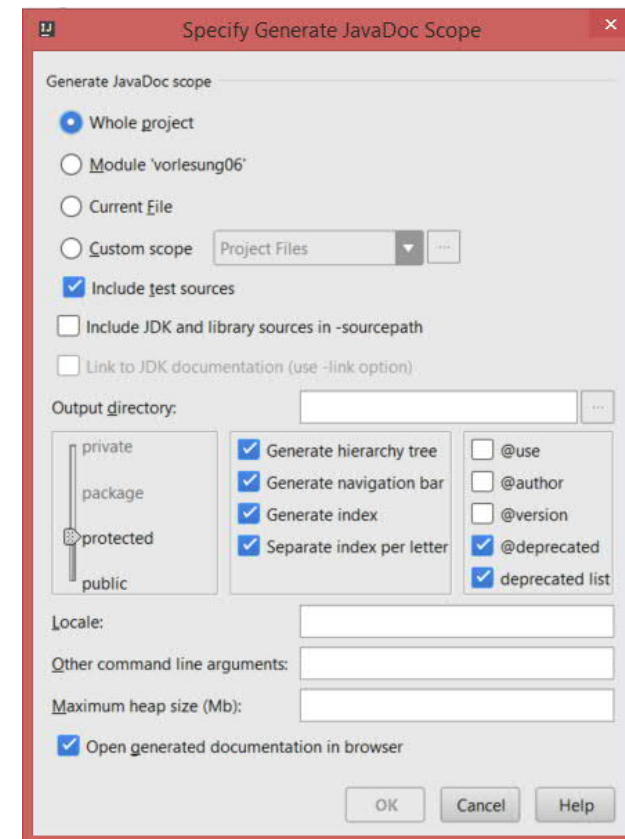 Specify Generate JavaDoc Scope
Generate JavaDoc scope
Whole project
Module 'vorlesung06'
Current File
Custom scope Project Files ...
Include test sources
Include JDK and library sources in -sourcepath
Link to JDK documentation (use -link option)
Output directory: ...
private
package
protected
public
Generate hierarchy tree
Generate navigation bar
Generate index
Separate index per letter
@use
@author
@version
@deprecated
deprecated list
Locale:
Other command line arguments:
Maximum heap size (Mb):
Open generated documentation in browser
OK Cancel Help